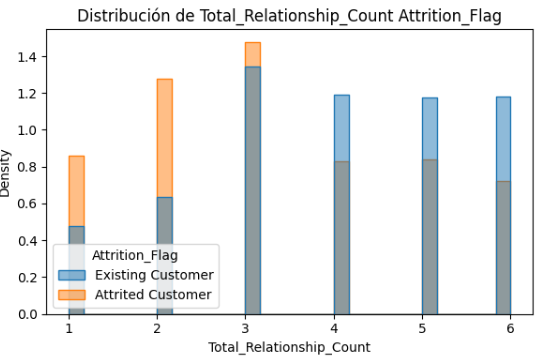 Distribución de Total_Relationship_Count Attrition_Flag
Density
1.4
1.2
1.0
0.8
0.6
0.4
0.2
0.0
Attrition_Flag
Existing Customer
Attrited Customer
1 2 3 4 5 6
Total_Relationship_Count